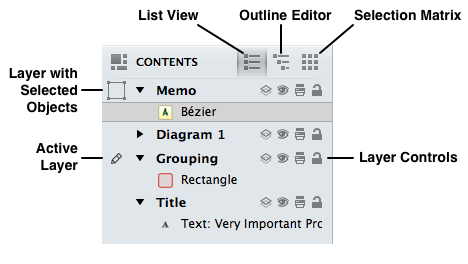 List View
Outline Editor
Selection Matrix
CONTENTS
Layer with
Selected
Objects
Memo
Bézier
Diagram 1
Active
Layer
Grouping
Layer Controls
Rectangle
Title
A Text: Very Important Prc